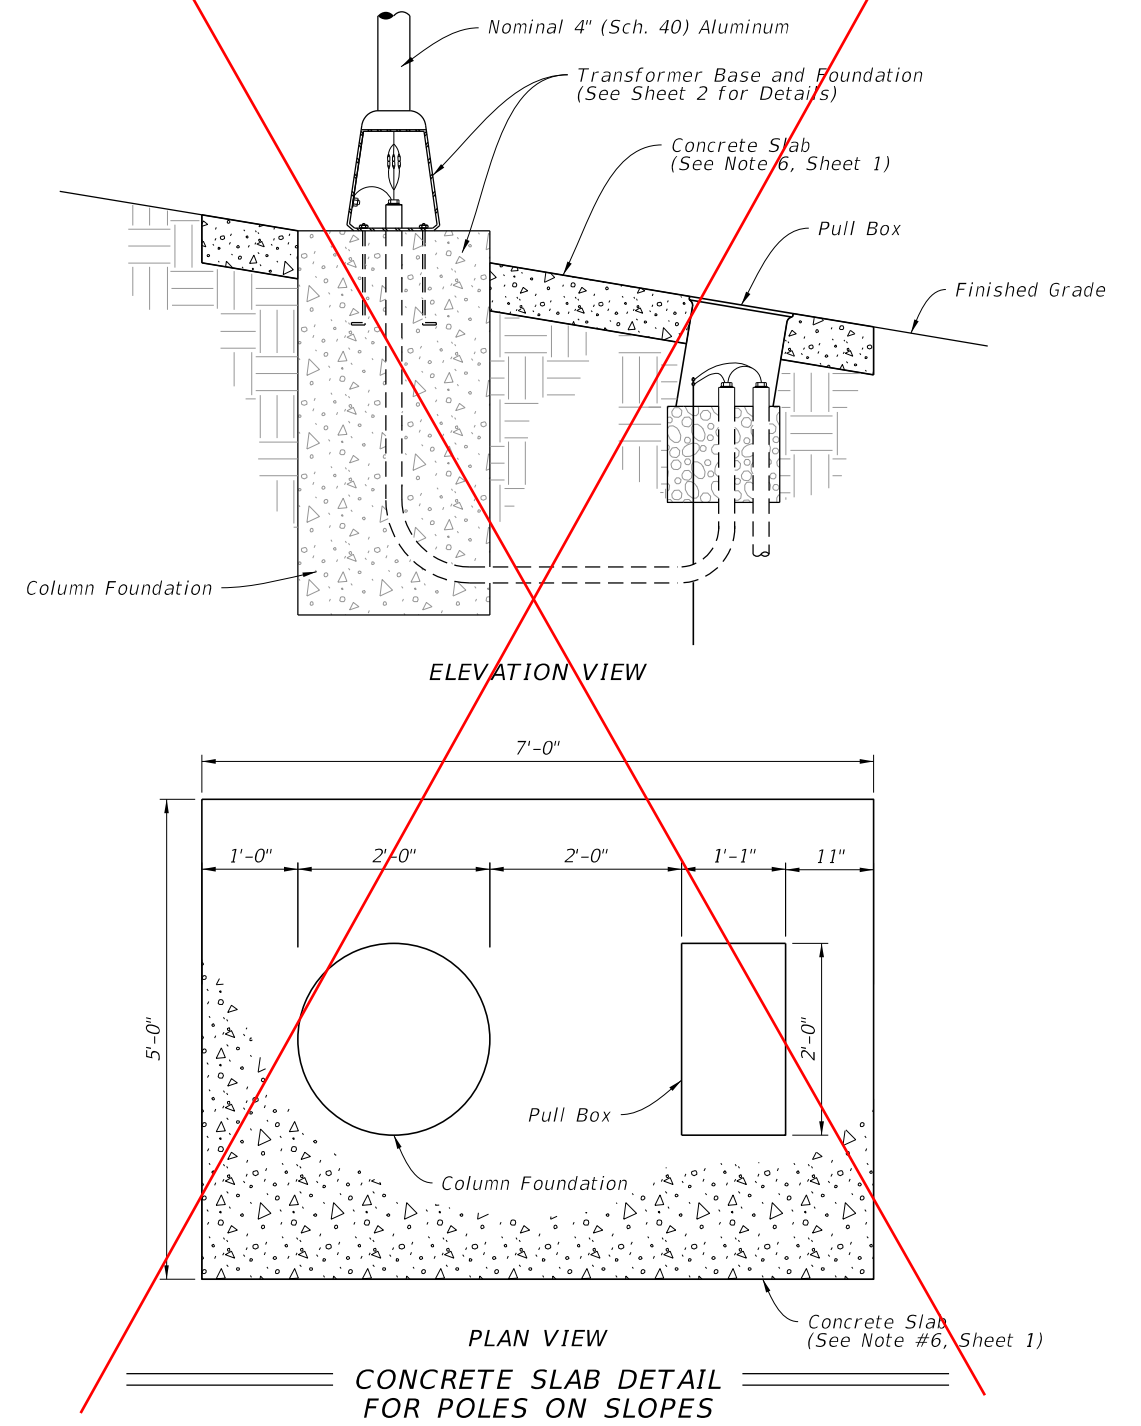 Nominal 4" (Sch. 40) Aluminum
Transformer Base and Foundation
(See Sheet 2 for Details)
Concrete Slab
(See Note 6, Sheet 1)
Pull Box
Finished Grade
Column Foundation
ELEVATION VIEW
7'-0"
1'-0"
2'-0"
2'-0"
1'-1"
11"
5'-0"
2'-0"
Pull Box
Column Foundation
Concrete Slab
(See Note #6, Sheet 1)
PLAN VIEW
CONCRETE SLAB DETAIL
FOR POLES ON SLOPES